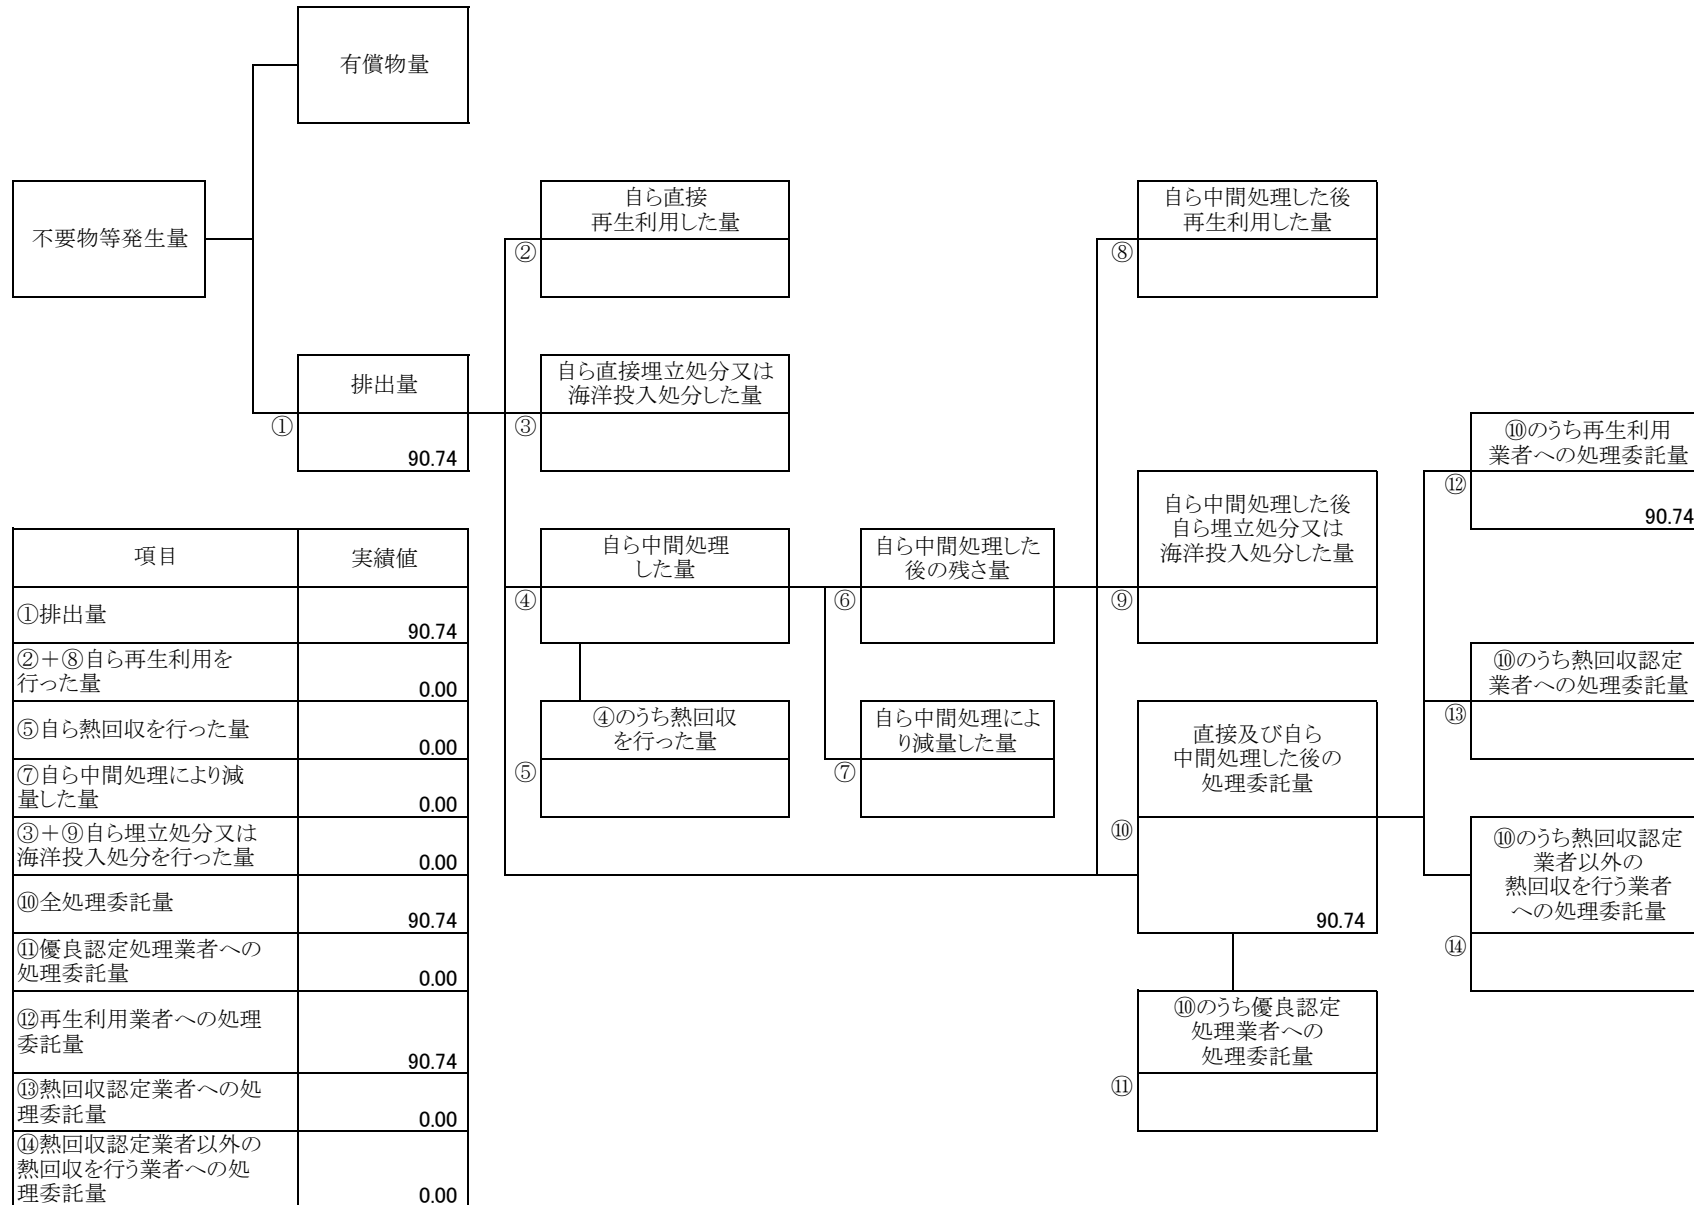 有償物量
不要物等発生量
自ら直接
再生利用した量
②
自ら中間処理した後
再生利用した量
⑧
排出量
①
90.74
自ら直接埋立処分又は
海洋投入処分した量
③
⑩のうち再生利用
業者への処理委託量
⑫
90.74
自ら中間処理
した量
④
自ら中間処理した
後の残さ量
⑥
自ら中間処理した後
自ら埋立処分又は
海洋投入処分した量
⑨
⑩のうち熱回収認定
業者への処理委託量
⑬
④のうち熱回収
を行った量
⑤
自ら中間処理によ
り減量した量
⑦
直接及び自ら
中間処理した後の
処理委託量
⑩
90.74
⑩のうち熱回収認定
業者以外の
熱回収を行う業者
への処理委託量
⑭
⑩のうち優良認定
処理業者への
処理委託量
⑪
項目
実績値
①排出量
90.74
②+⑧自ら再生利用を
行った量
0.00
⑤自ら熱回収を行った量
0.00
⑦自ら中間処理により減
量した量
0.00
③+⑨自ら埋立処分又は
海洋投入処分を行った量
0.00
⑩全処理委託量
90.74
⑪優良認定処理業者への
処理委託量
0.00
⑫再生利用業者への処理
委託量
90.74
⑬熱回収認定業者への処
理委託量
0.00
⑭熱回収認定業者以外の
熱回収を行う業者への処
理委託量
0.00